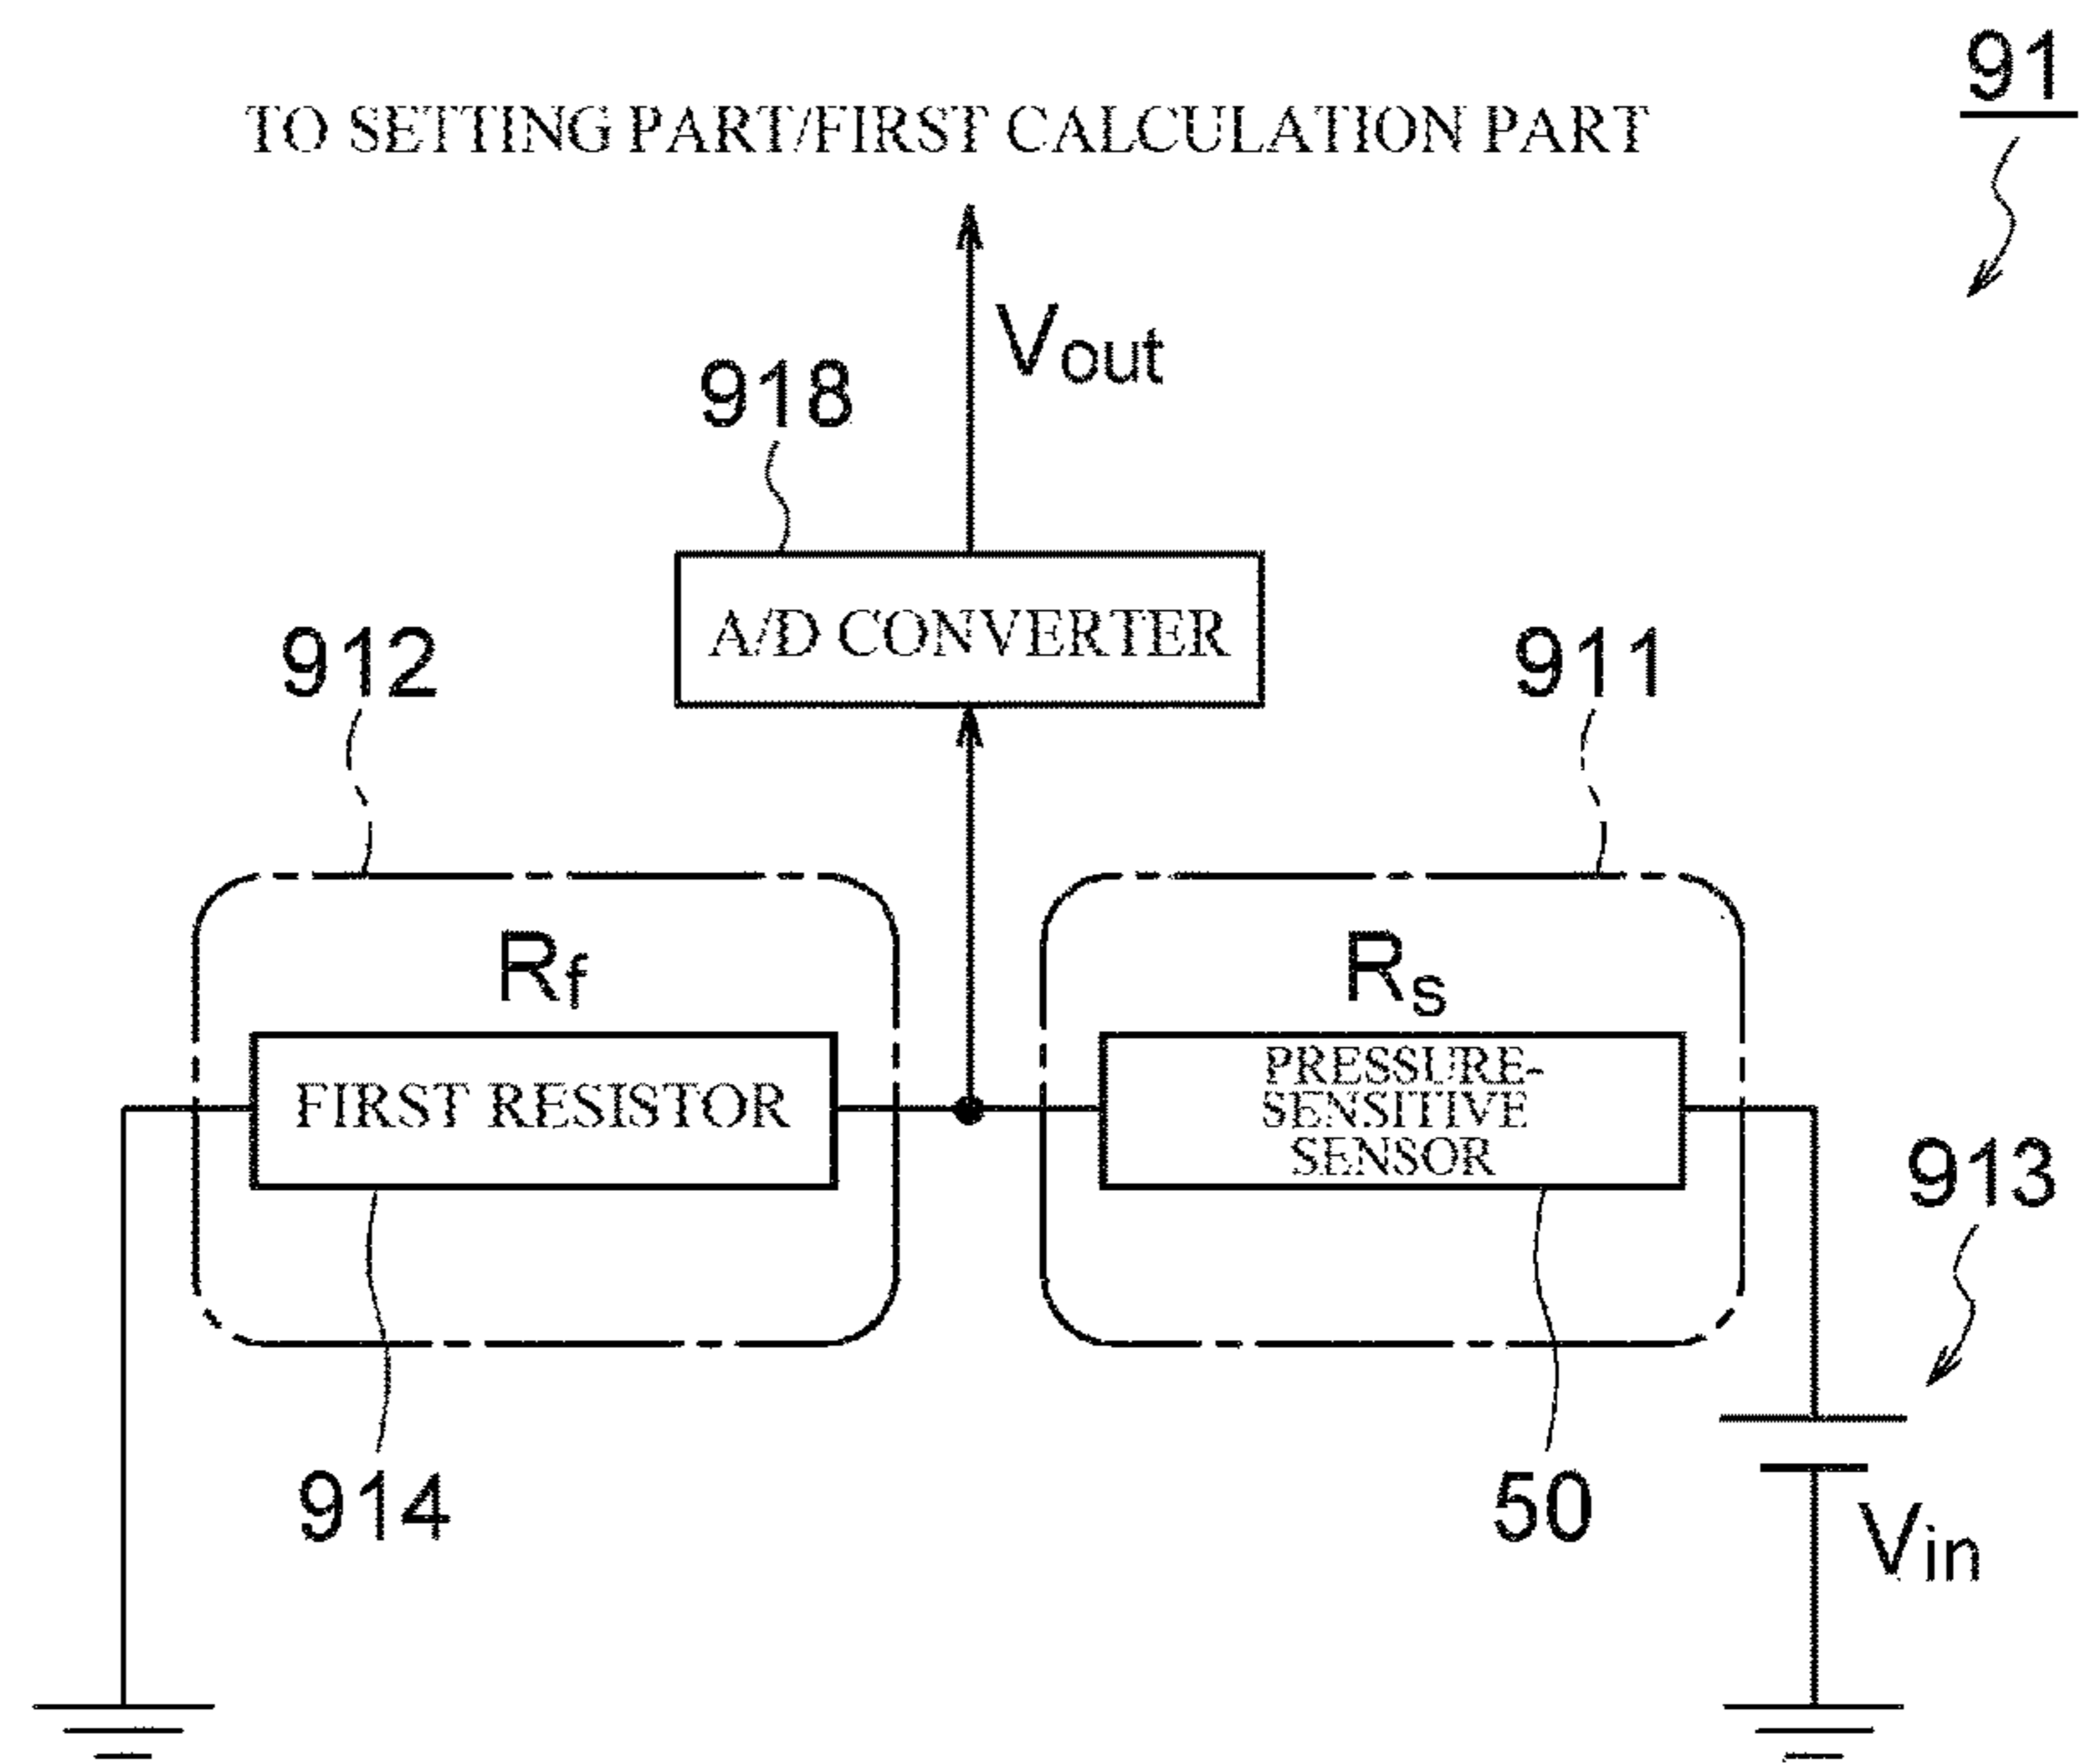 91
TO SETTING PART/FIRST CALCULATION PART
Vout
918
A/D CONVERTER
912
911
Rf
Rs
FIRST RESISTOR
PRESSURE-
SENSITIVE
SENSOR
913
914
50
Vin